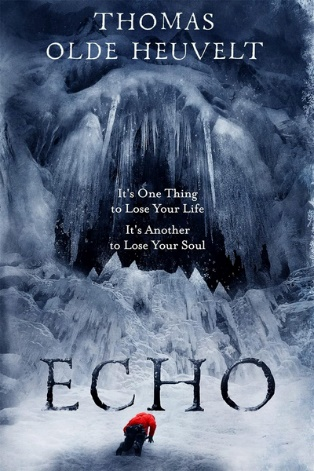 THOMAS
OLDE HEUVELT
It's One Thing
to Lose Your Life
It's Another
to Lose Your Soul
ECHO